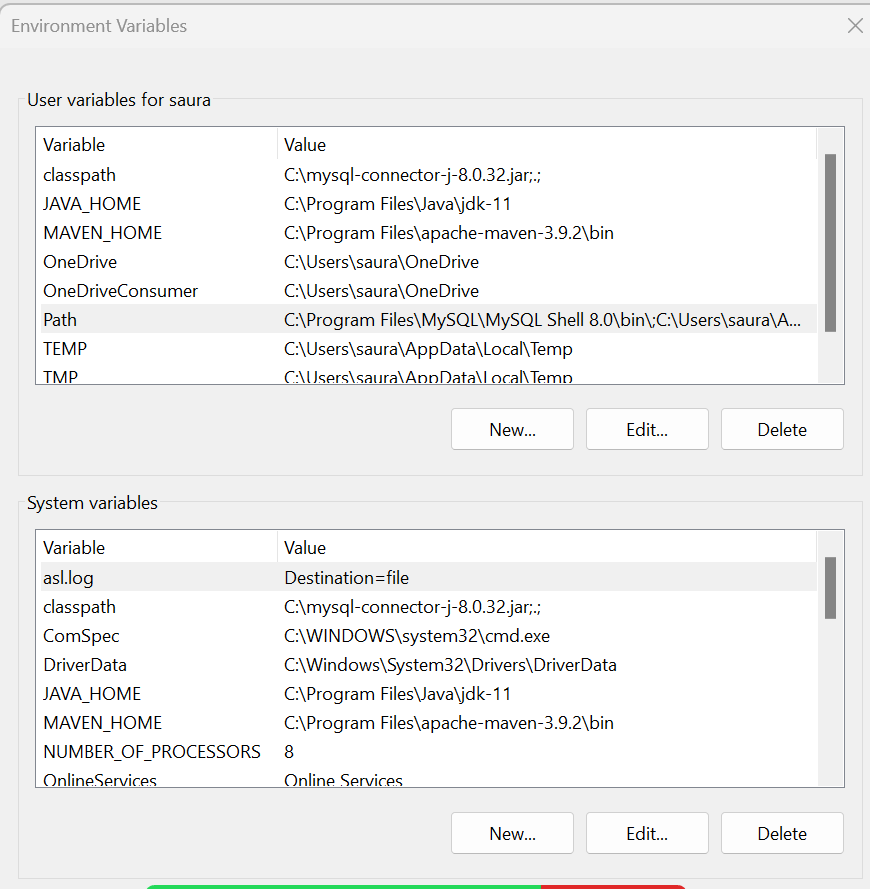 Environment Variables
User variables for saura
Variable Value
classpath C:\mysql-connector-j-8.0.32.jar;.;
JAVA_HOME C:\Program Files\Java\jdk-11
MAVEN_HOME C:\Program Files\apache-maven-3.9.2\bin
OneDrive C:\Users\saura\OneDrive
OneDriveConsumer C:\Users\saura\OneDrive
Path C:\Program Files\MySQL\MySQL Shell 8.0\bin\;C:\Users\saura\A...
TEMP C:\Users\saura\AppData\Local\Temp
TMP C:\Users\saura\AppData\Local\Temp
New... Edit... Delete
System variables
Variable Value
asl.log Destination=file
classpath C:\mysql-connector-j-8.0.32.jar;.;
ComSpec C:\WINDOWS\system32\cmd.exe
DriverData C:\Windows\System32\Drivers\DriverData
JAVA_HOME C:\Program Files\Java\jdk-11
MAVEN_HOME C:\Program Files\apache-maven-3.9.2\bin
NUMBER_OF_PROCESSORS 8
OnlineServices Online Services
New... Edit... Delete